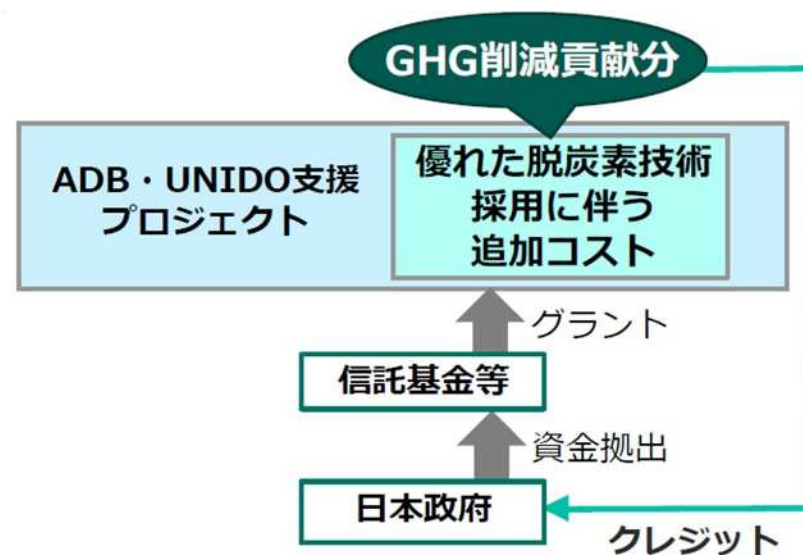 GHG削減貢献分
ADB・UNIDO支援
プロジェクト
優れた脱炭素技術
採用に伴う
追加コスト
グラント
信託基金等
資金拠出
日本政府
クレジット